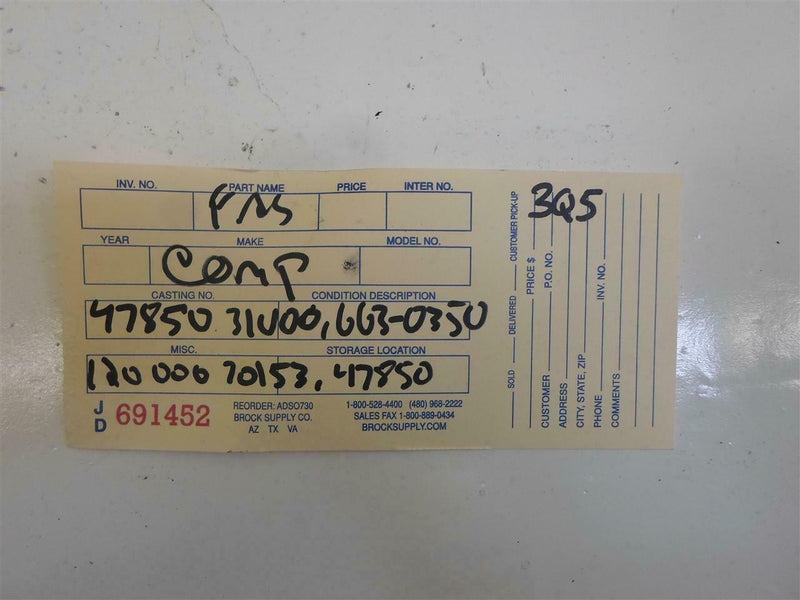 INV. NO. PART NAME PRICE INTER NO.
YEAR MAKE MODEL NO.
Comp
CASTING NO. CONDITION DESCRIPTION
47850 31U00, 663-0350
MISC. STORAGE LOCATION
120 000 70153, 47850
JD 691452
REORDER: ADSO730
BROCK SUPPLY CO.
AZ TX VA
1-800-528-4400 (480) 968-2222
SALES FAX 1-800-889-0434
BROCKSUPPLY.COM
3Q5
SOLD DELIVERED CUSTOMER PICK-UP
PRICE $
CUSTOMER P.O. NO.
ADDRESS
CITY, STATE, ZIP
PHONE INV. NO.
COMMENTS